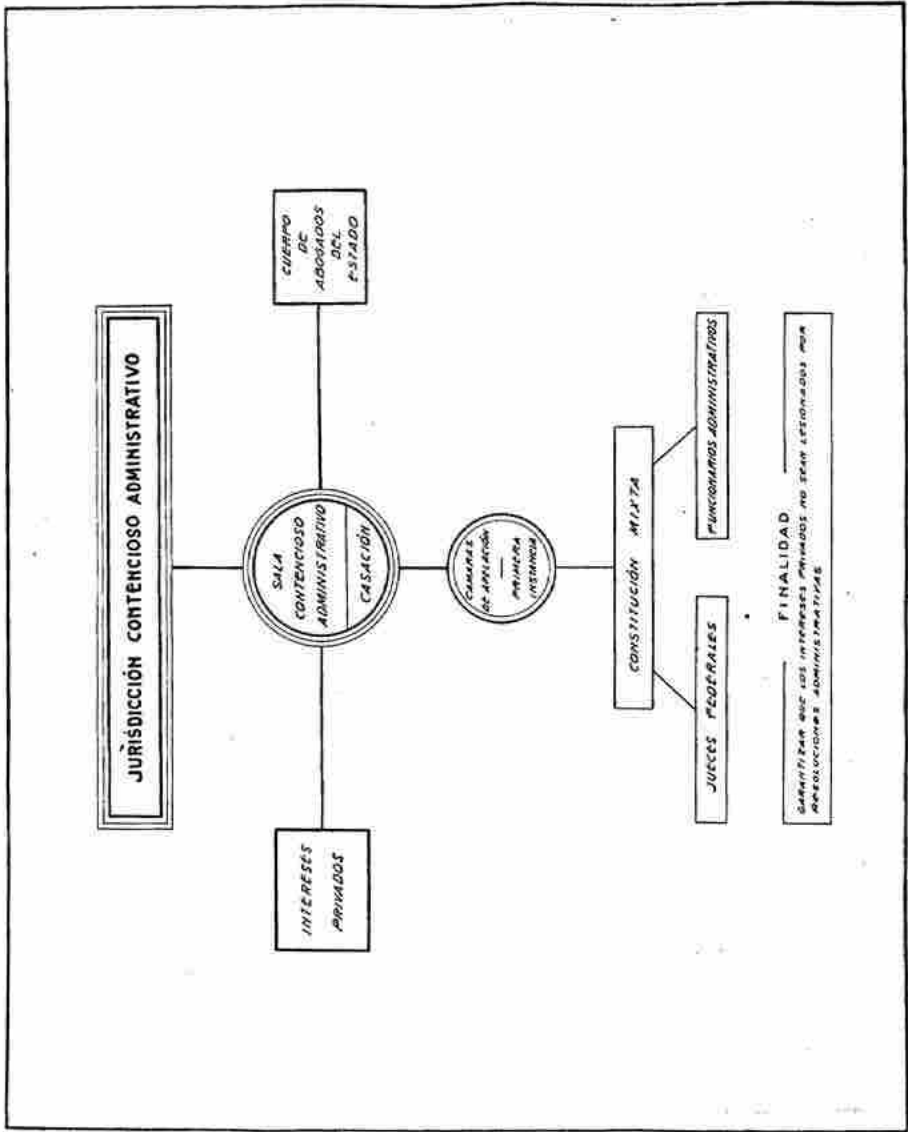 JURISDICCIÓN CONTENCIOSO ADMINISTRATIVO
INTERESES
PRIVADOS
SALA
CONTENCIOSO
ADMINISTRATIVO
CASACIÓN
CUERPO
DE
ABOGADOS
DEL
ESTADO
CAMARAS
DE APELACIÓN
—
PRIMERA
INSTANCIA
CONSTITUCIÓN MIXTA
JUECES FEDERALES
FUNCIONARIOS ADMINISTRATIVOS
FINALIDAD
GARANTIZAR QUE LOS INTERESES PRIVADOS NO SEAN LESIONADOS POR
RESOLUCIONES ADMINISTRATIVAS